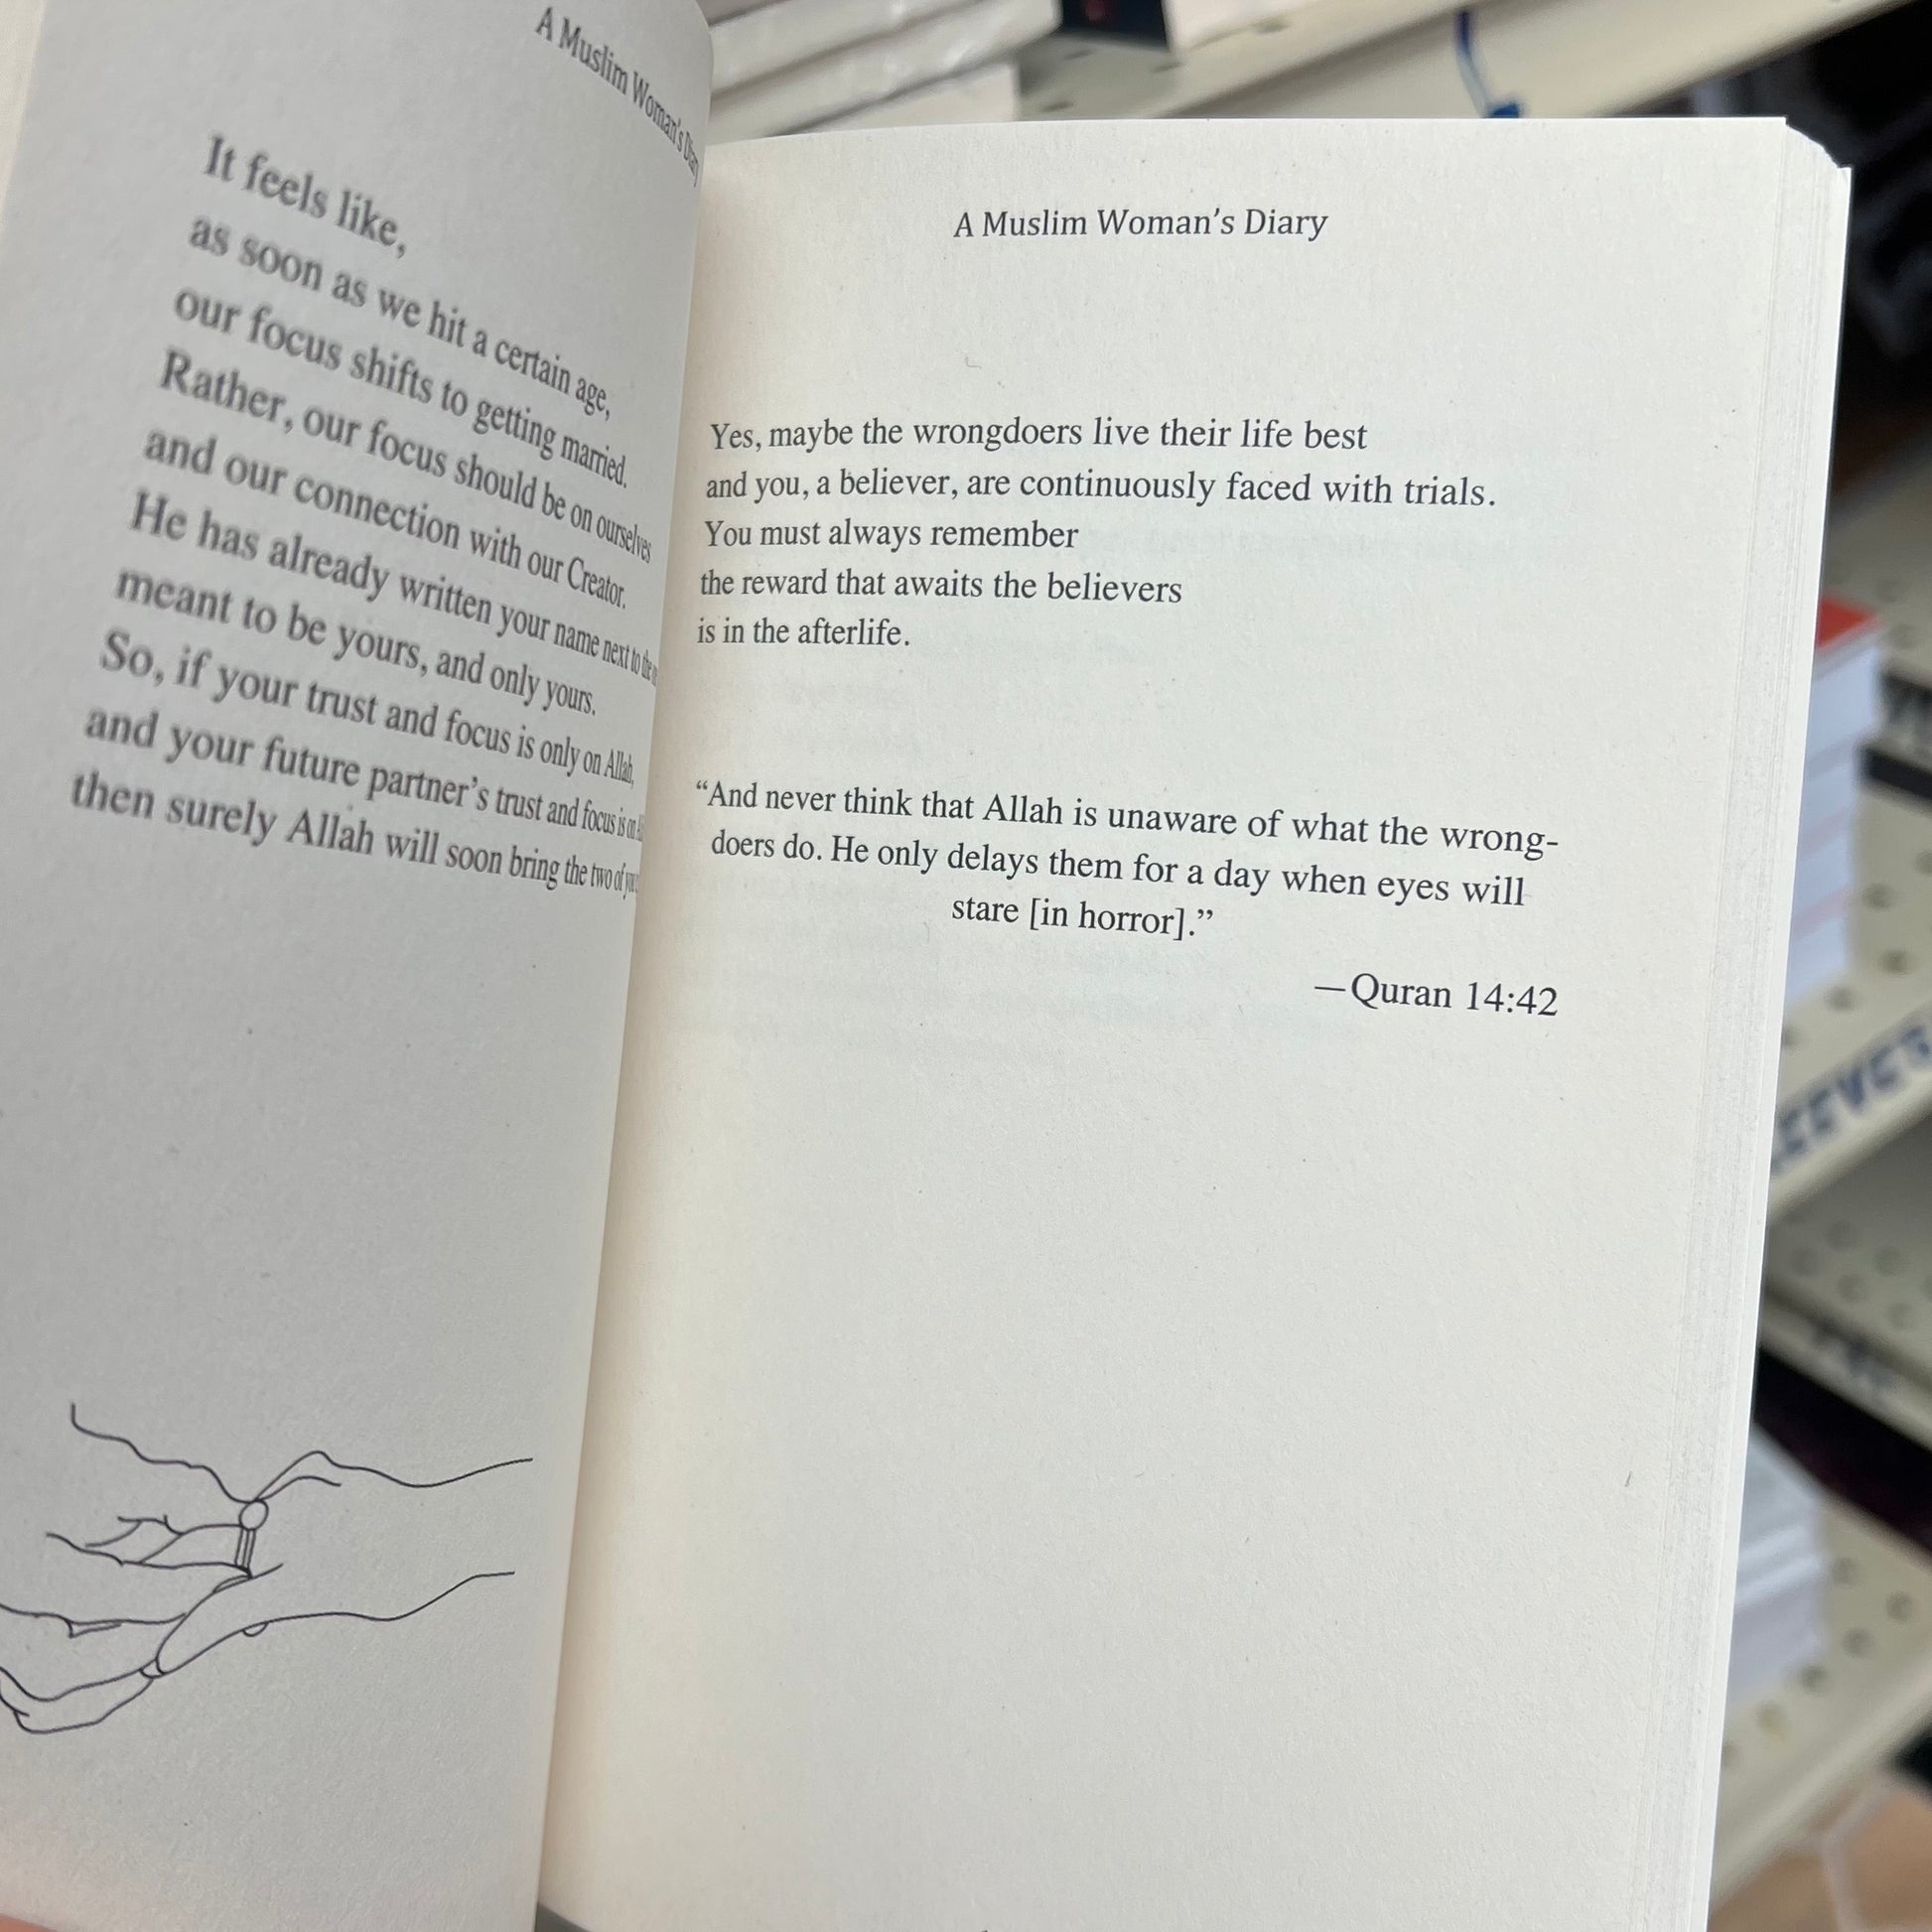 A Muslim Woman's Diary
It feels like,
as soon as we hit a certain age,
our focus shifts to getting married.
Rather, our focus should be on ourselves
and our connection with our Creator.
He has already written your name next to the
meant to be yours, and only yours.
So, if your trust and focus is only on Allah,
and your future partner's trust and focus is on
then surely Allah will soon bring the two of
A Muslim Woman's Diary
Yes, maybe the wrongdoers live their life best
and you, a believer, are continuously faced with trials.
You must always remember
the reward that awaits the believers
is in the afterlife.
“And never think that Allah is unaware of what the wrong-
doers do. He only delays them for a day when eyes will
stare [in horror].”
—Quran 14:42